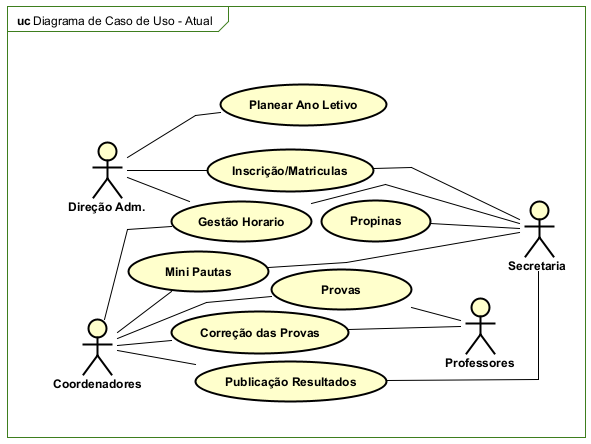 uc Diagrama de Caso de Uso - Atual
Planear Ano Letivo
Inscrição/Matriculas
Direção Adm.
Gestão Horario
Propinas
Secretaria
Mini Pautas
Provas
Correção das Provas
Professores
Coordenadores
Publicação Resultados